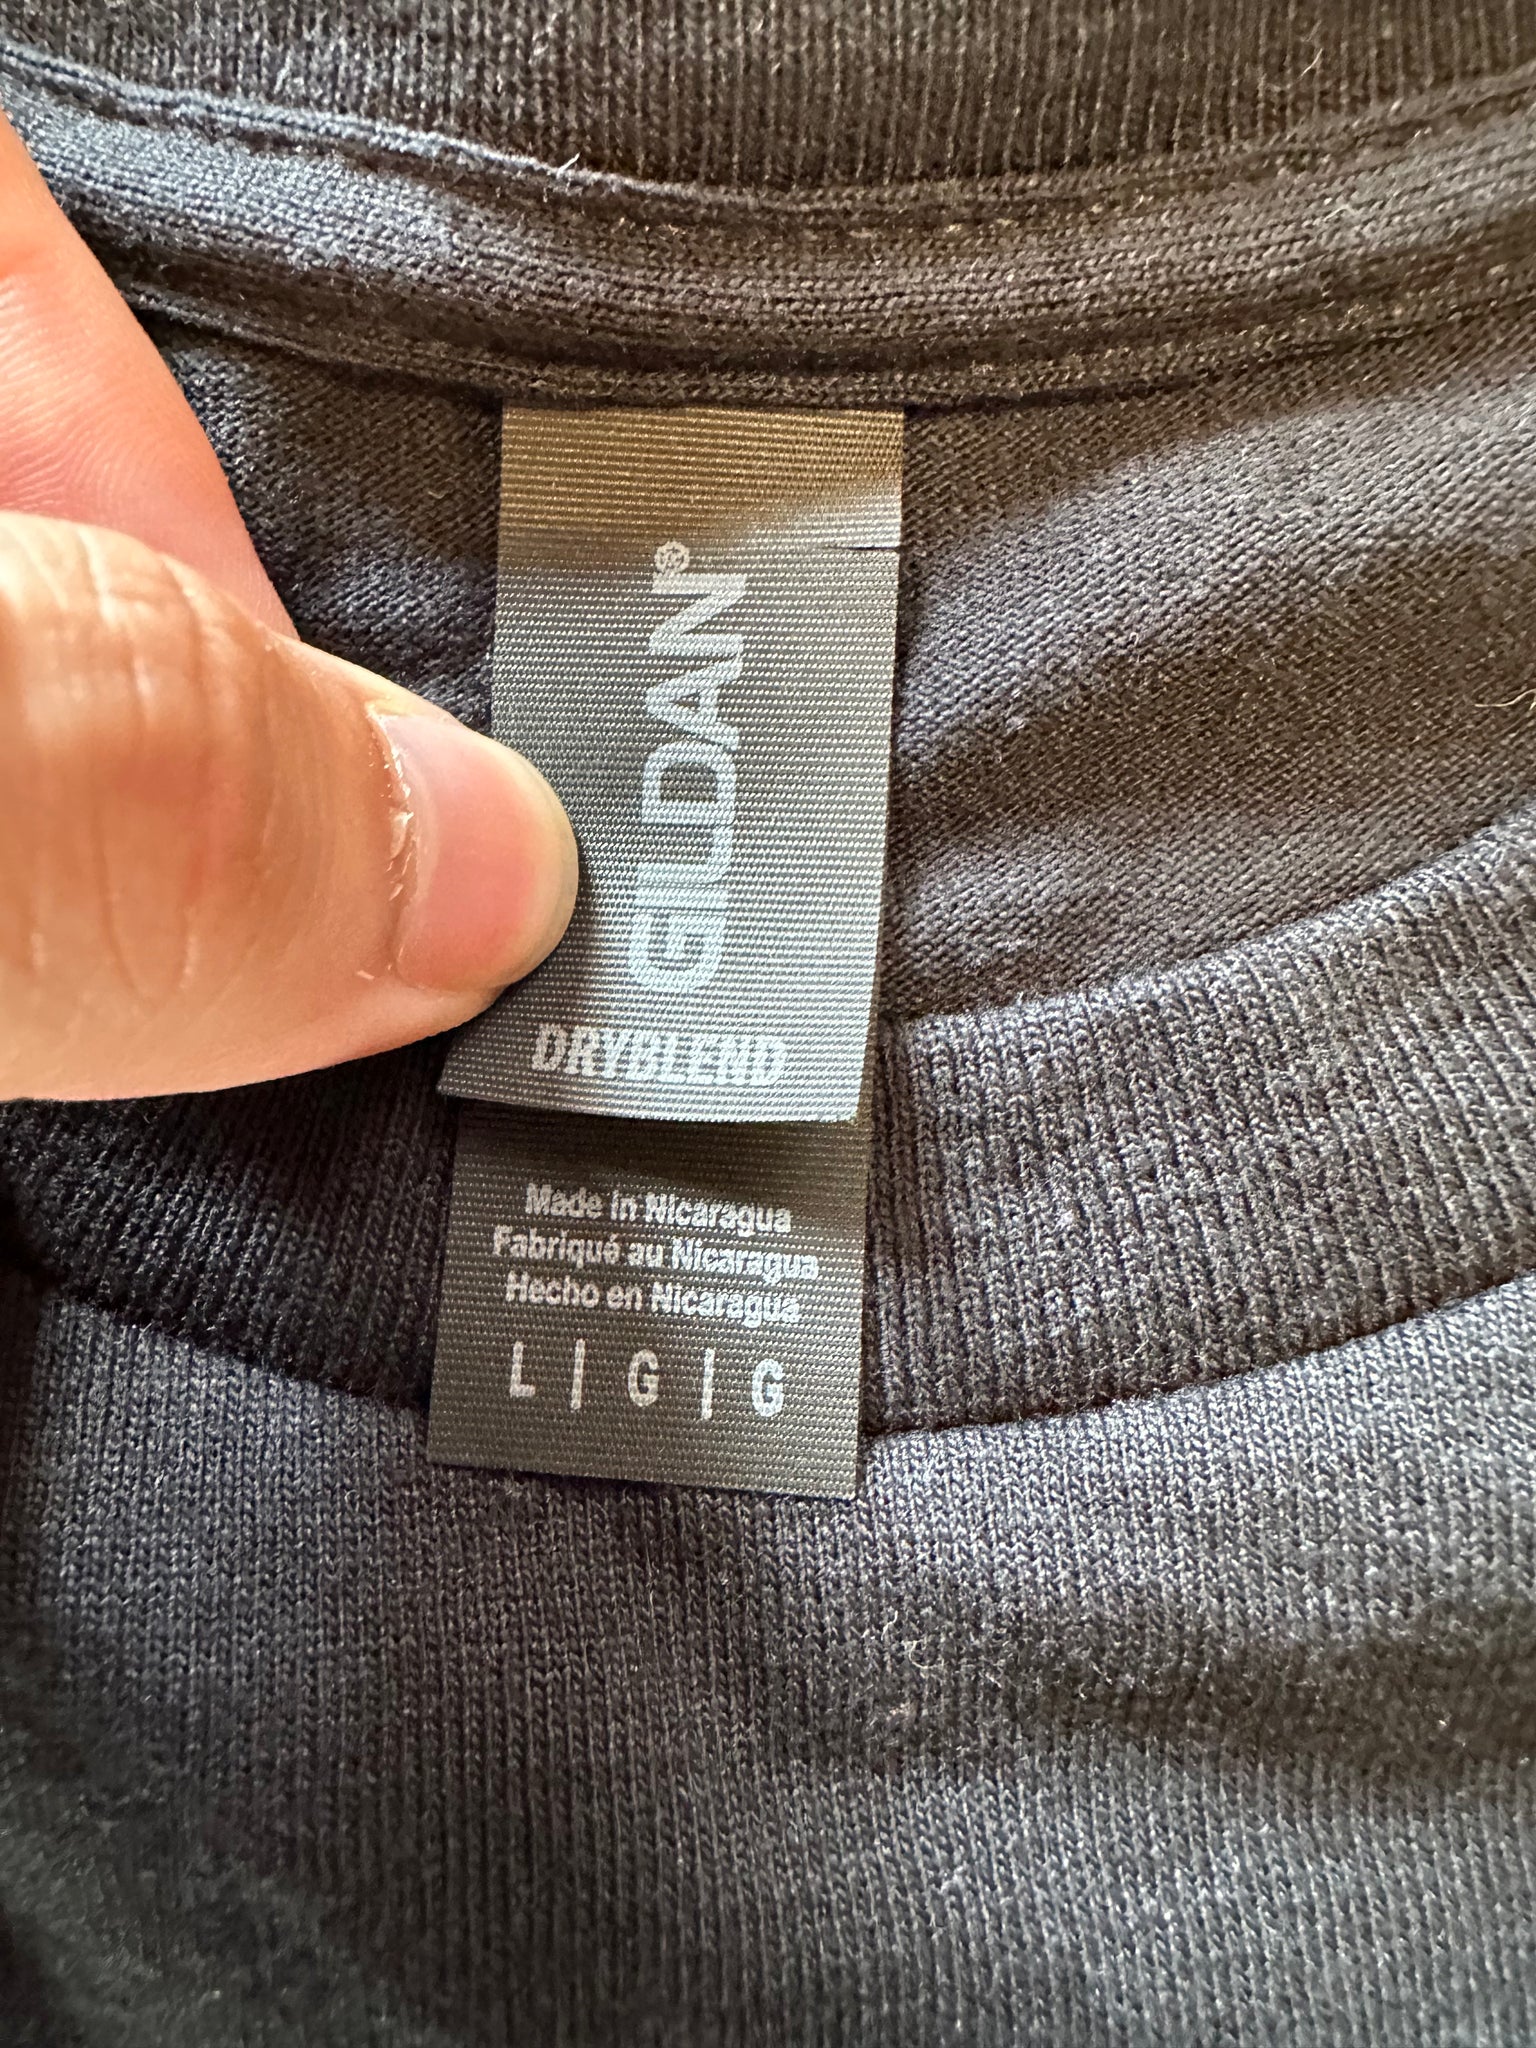 GILDAN®
DRYBLEND
Made in Nicaragua
Fabriqué au Nicaragua
Hecho en Nicaragua
L | G | G